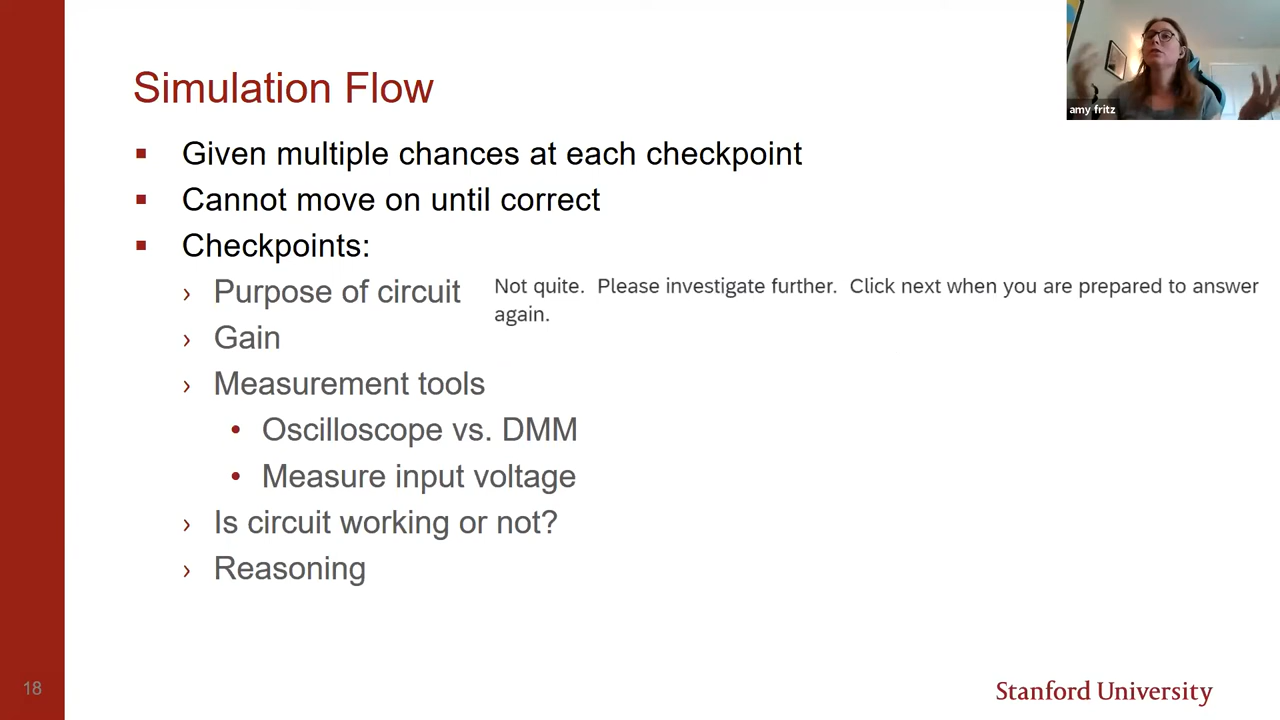 Simulation Flow
amy fritz
▪ Given multiple chances at each checkpoint
▪ Cannot move on until correct
▪ Checkpoints:
› Purpose of circuit
Not quite.  Please investigate further.  Click next when you are prepared to answer
again.
› Gain
› Measurement tools
• Oscilloscope vs. DMM
• Measure input voltage
› Is circuit working or not?
› Reasoning
18
Stanford University